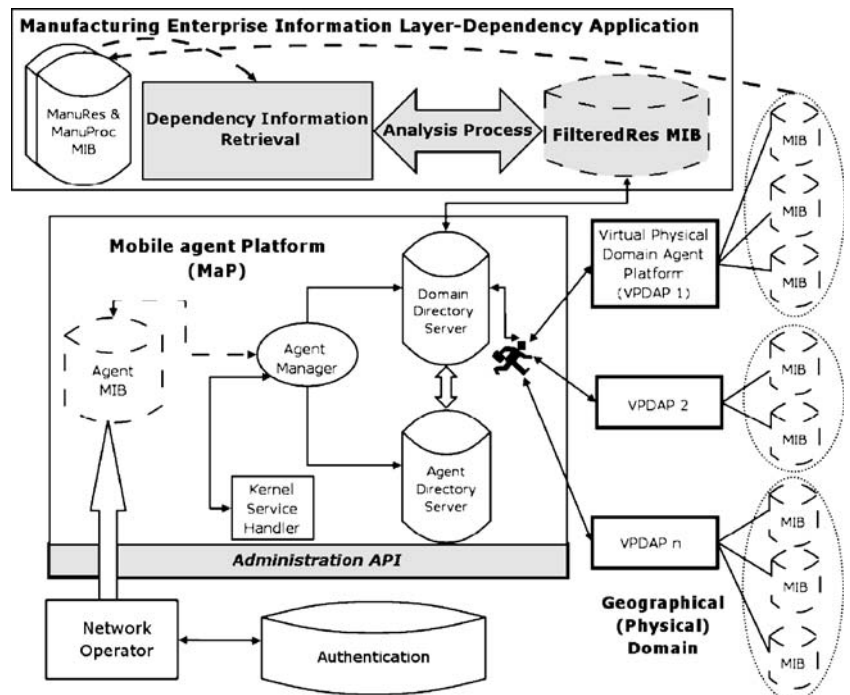 Manufacturing Enterprise Information Layer-Dependency Application
ManuRes &
ManuProc
MIB
Dependency Information
Retrieval
Analysis Process
FilteredRes MIB
MIB
MIB
MIB
Mobile agent Platform
(MaP)
Domain
Directory
Server
Virtual Physical
Domain Agent
Platform
(VPDAP 1)
Agent
MIB
Agent
Manager
MIB
MIB
VPDAP 2
Agent
Directory
Server
Kernel
Service
Handler
MIB
MIB
MIB
VPDAP n
Administration API
Geographical
(Physical)
Domain
Network
Operator
Authentication